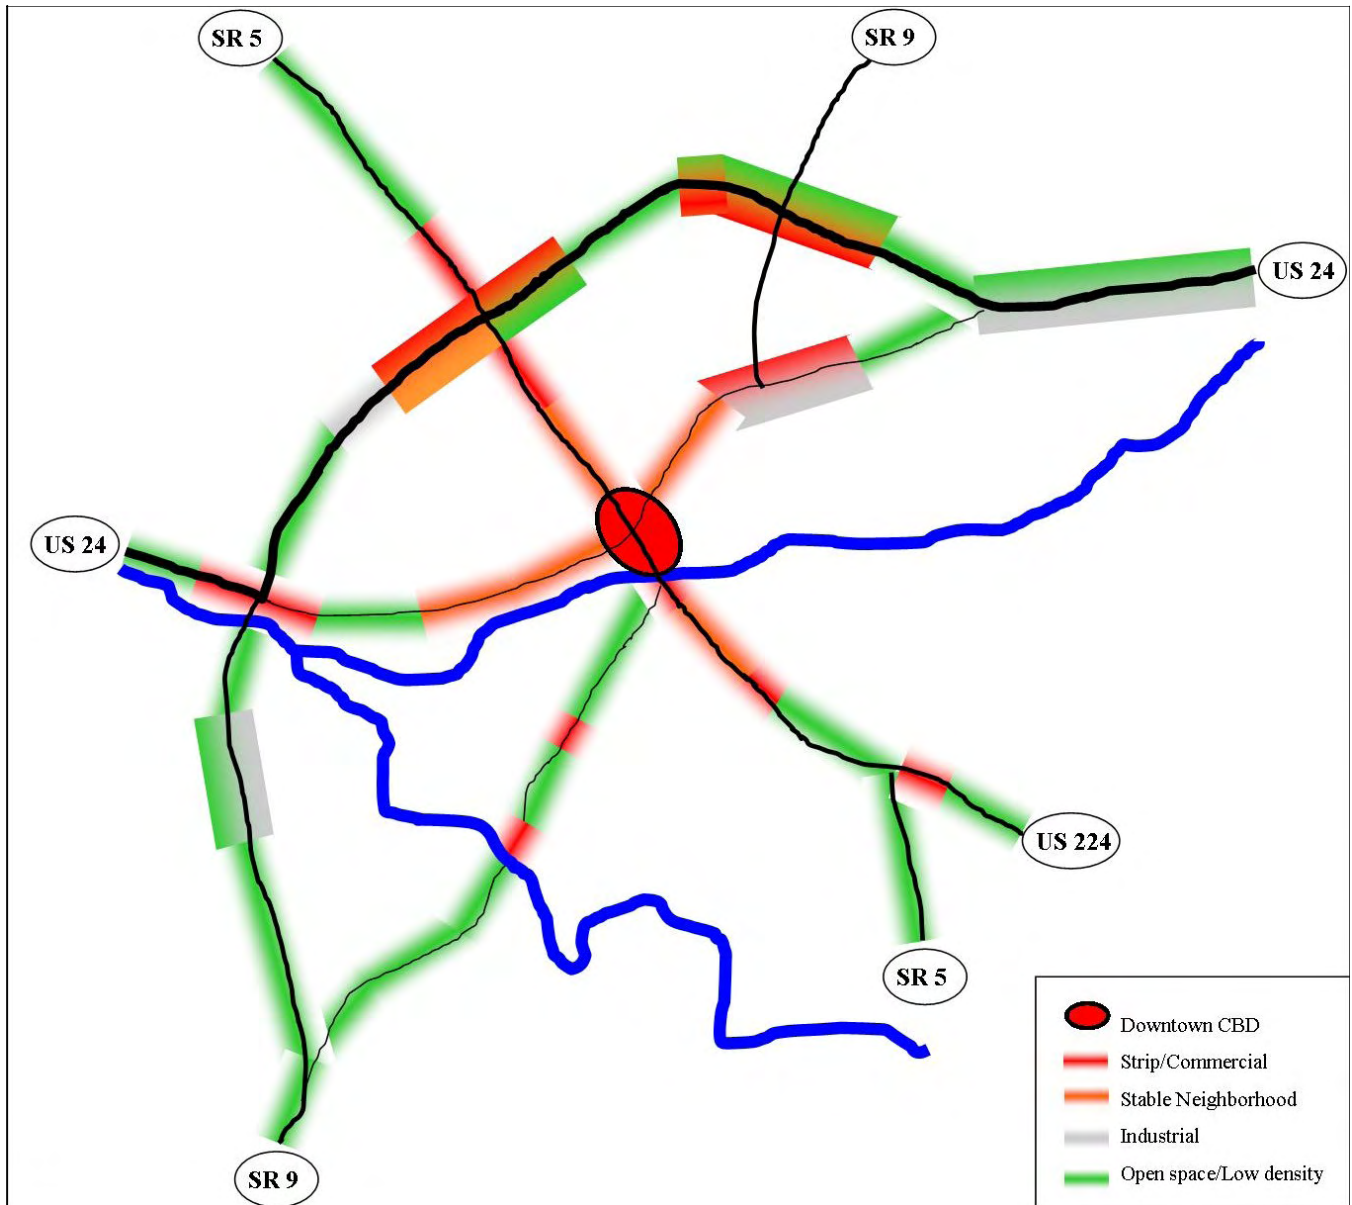 SR 5
SR 9
US 24
US 24
US 224
SR 5
SR 9
Downtown CBD
Strip/Commercial
Stable Neighborhood
Industrial
Open space/Low density